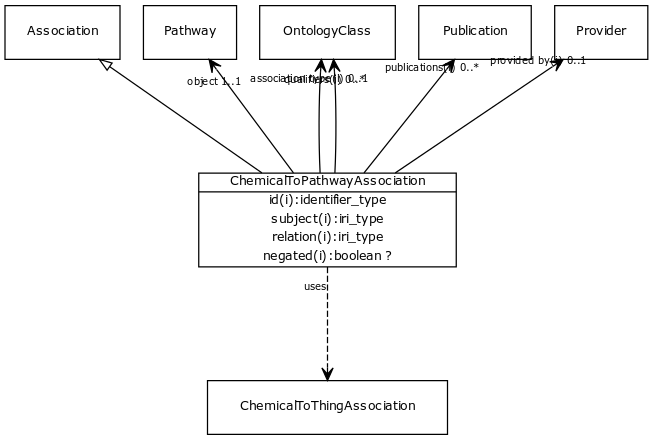 Association
Pathway
OntologyClass
Publication
Provider
object 1..1
association type(i) 0..1
qualifiers(i) 0..*
publications(i) 0..*
provided by(i) 0..1
ChemicalToPathwayAssociation
id(i):identifier_type
subject(i):iri_type
relation(i):iri_type
negated(i):boolean ?
uses
ChemicalToThingAssociation